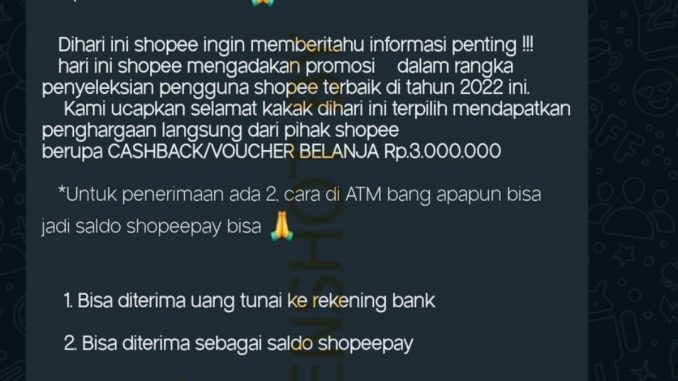 Dihari ini shopee ingin memberitahu informasi penting !!!
hari ini shopee mengadakan promosi dalam rangka
penyeleksian pengguna shopee terbaik di tahun 2022 ini.
Kami ucapkan selamat kakak dihari ini terpilih mendapatkan
penghargaan langsung dari pihak shopee
berupa CASHBACK/VOUCHER BELANJA Rp.3.000.000
*Untuk penerimaan ada 2, cara di ATM bang apapun bisa
jadi saldo shopeepay bisa 🙏
1. Bisa diterima uang tunai ke rekening bank
2. Bisa diterima sebagai saldo shopeepay